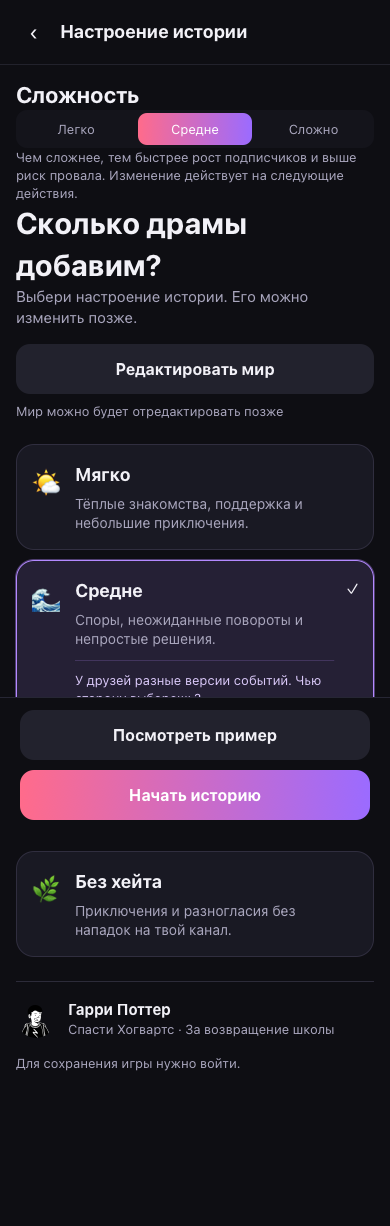 Настроение истории
Сложность
Легко
Средне
Сложно
Чем сложнее, тем быстрее рост подписчиков и выше
риск провала. Изменение действует на следующие
действия.
Сколько драмы
добавим?
Выбери настроение истории. Его можно
изменить позже.
Редактировать мир
Мир можно будет отредактировать позже
Мягко
Тёплые знакомства, поддержка и
небольшие приключения.
Средне
Споры, неожиданные повороты и
непростые решения.
У друзей разные версии событий. Чью
Посмотреть пример
Начать историю
Без хейта
Приключения и разногласия без
нападок на твой канал.
Гарри Поттер
Спасти Хогвартс · За возвращение школы
Для сохранения игры нужно войти.